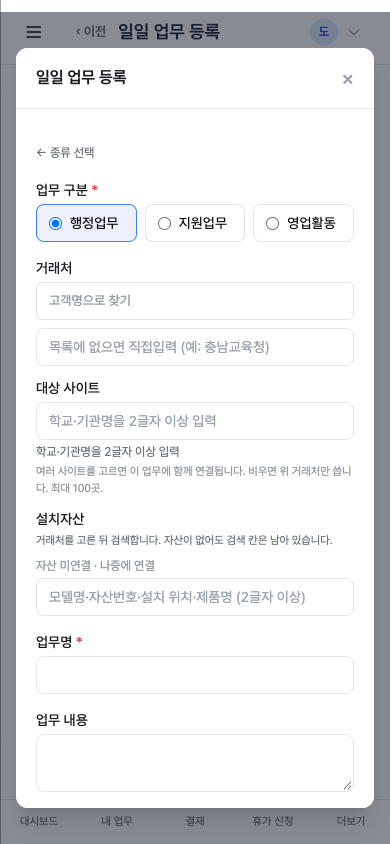 ‹ 이전 일일 업무 등록 도
일일 업무 등록 ×
← 종류 선택
업무 구분 *
행정업무 지원업무 영업활동
거래처
고객명으로 찾기
목록에 없으면 직접입력 (예: 충남교육청)
대상 사이트
학교·기관명을 2글자 이상 입력
학교·기관명을 2글자 이상 입력
여러 사이트를 고르면 이 업무에 함께 연결됩니다. 비우면 위 거래처만 씁니
다. 최대 100곳.
설치자산
거래처를 고른 뒤 검색합니다. 자산이 없어도 검색 칸은 남아 있습니다.
자산 미연결 · 나중에 연결
모델명·자산번호·설치 위치·제품명 (2글자 이상)
업무명 *
업무 내용
대시보드 내 업무 결재 휴가 신청 더보기